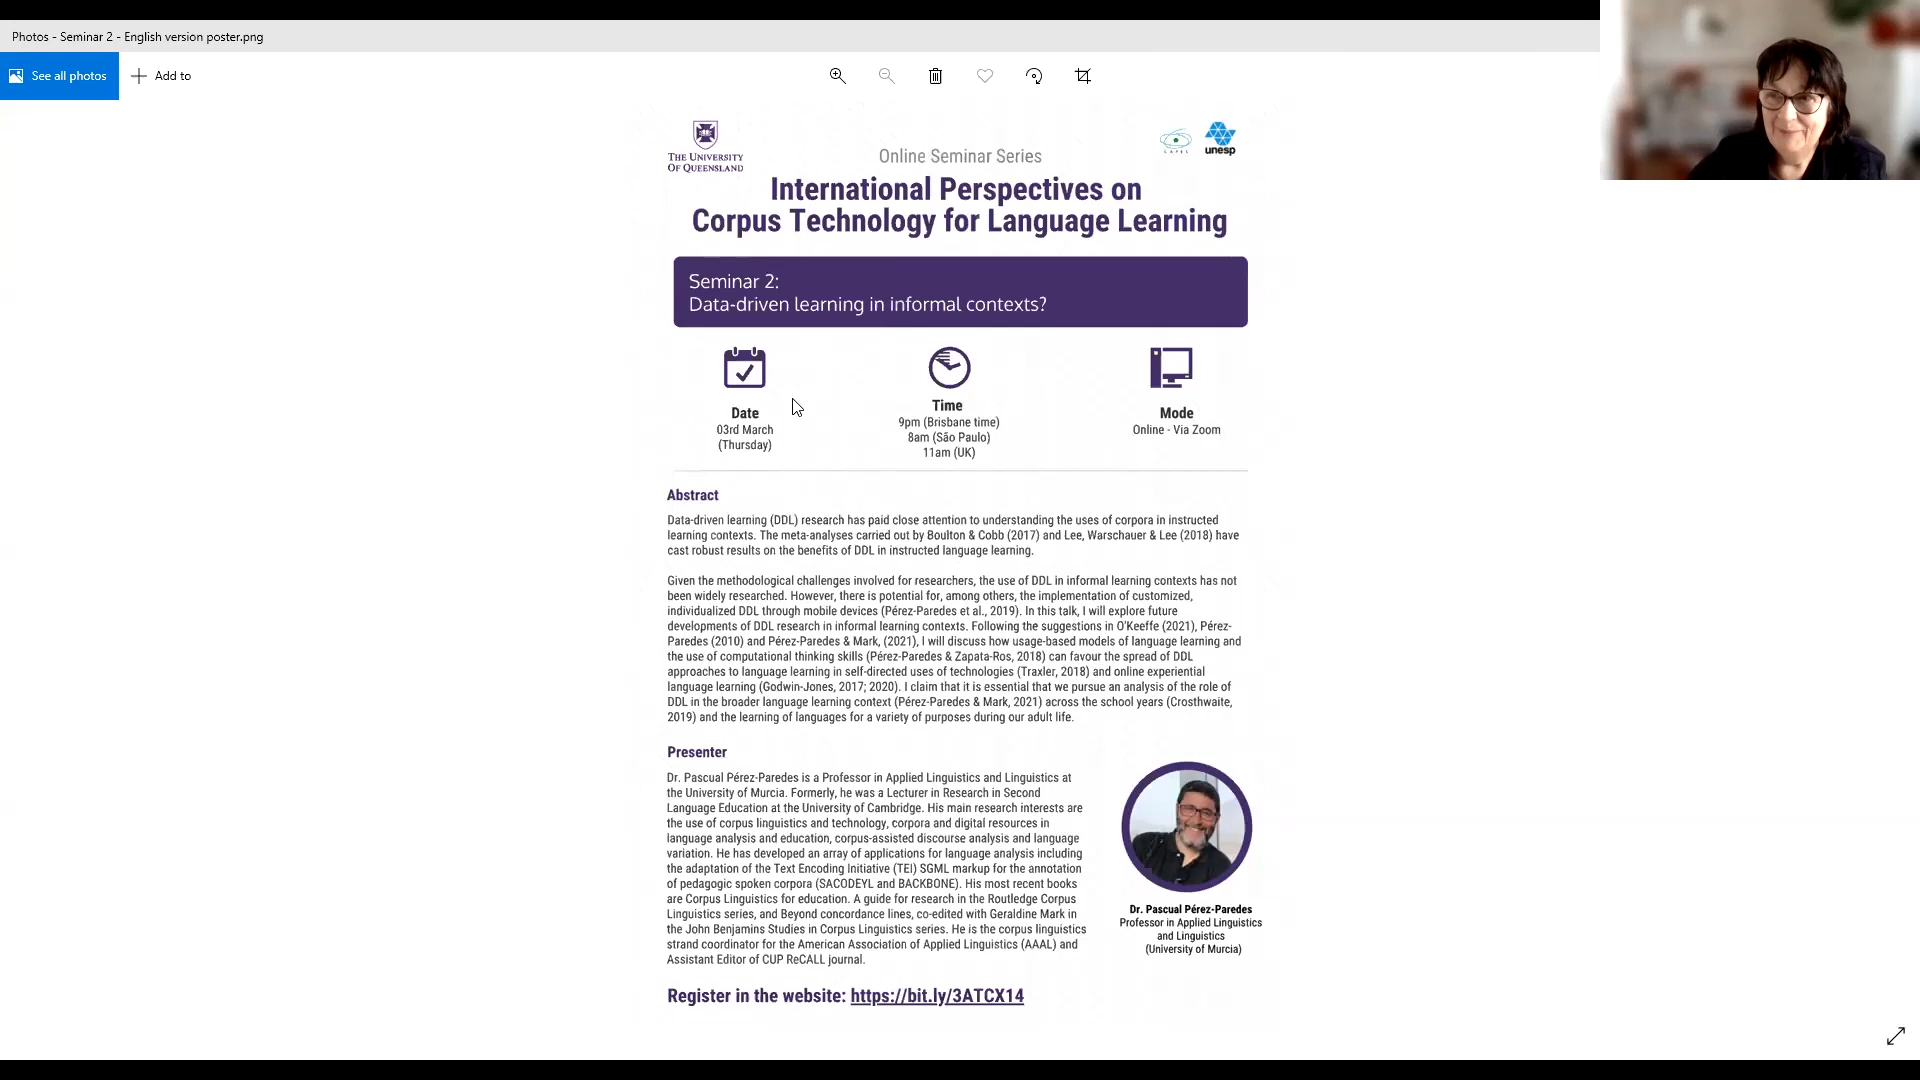 Photos - Seminar 2 - English version poster.png
See all photos
Add to
THE UNIVERSITY
OF QUEENSLAND
LAPEL
unesp
Online Seminar Series
International Perspectives on
Corpus Technology for Language Learning
Seminar 2:
Data-driven learning in informal contexts?
Date
03rd March
(Thursday)
Time
9pm (Brisbane time)
8am (São Paulo)
11am (UK)
Mode
Online - Via Zoom
Abstract
Data-driven learning (DDL) research has paid close attention to understanding the uses of corpora in instructed
learning contexts. The meta-analyses carried out by Boulton & Cobb (2017) and Lee, Warschauer & Lee (2018) have
cast robust results on the benefits of DDL in instructed language learning.
Given the methodological challenges involved for researchers, the use of DDL in informal learning contexts has not
been widely researched. However, there is potential for, among others, the implementation of customized,
individualized DDL through mobile devices (Pérez-Paredes et al., 2019). In this talk, I will explore future
developments of DDL research in informal learning contexts. Following the suggestions in O'Keeffe (2021), Pérez-
Paredes (2010) and Pérez-Paredes & Mark, (2021), I will discuss how usage-based models of language learning and
the use of computational thinking skills (Pérez-Paredes & Zapata-Ros, 2018) can favour the spread of DDL
approaches to language learning in self-directed uses of technologies (Traxler, 2018) and online experiential
language learning (Godwin-Jones, 2017; 2020). I claim that it is essential that we pursue an analysis of the role of
DDL in the broader language learning context (Pérez-Paredes & Mark, 2021) across the school years (Crosthwaite,
2019) and the learning of languages for a variety of purposes during our adult life.
Presenter
Dr. Pascual Pérez-Paredes is a Professor in Applied Linguistics and Linguistics at
the University of Murcia. Formerly, he was a Lecturer in Research in Second
Language Education at the University of Cambridge. His main research interests are
the use of corpus linguistics and technology, corpora and digital resources in
language analysis and education, corpus-assisted discourse analysis and language
variation. He has developed an array of applications for language analysis including
the adaptation of the Text Encoding Initiative (TEI) SGML markup for the annotation
of pedagogic spoken corpora (SACODEYL and BACKBONE). His most recent books
are Corpus Linguistics for education. A guide for research in the Routledge Corpus
Linguistics series, and Beyond concordance lines, co-edited with Geraldine Mark in
the John Benjamins Studies in Corpus Linguistics series. He is the corpus linguistics
strand coordinator for the American Association of Applied Linguistics (AAAL) and
Assistant Editor of CUP ReCALL journal.
Dr. Pascual Pérez-Paredes
Professor in Applied Linguistics
and Linguistics
(University of Murcia)
Register in the website: https://bit.ly/3ATCX14